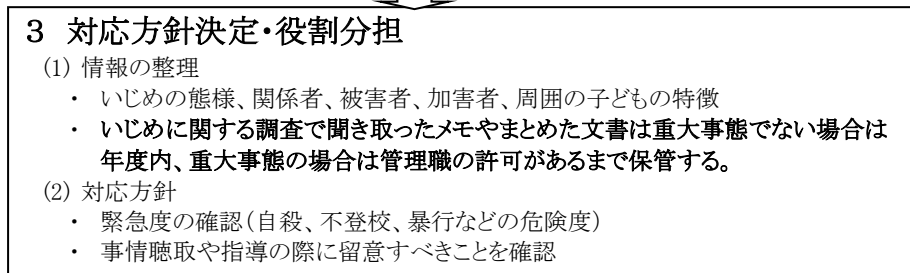 ３ 対応方針決定・役割分担
(1) 情報の整理
・ いじめの態様、関係者、被害者、加害者、周囲の子どもの特徴
・ いじめに関する調査で聞き取ったメモやまとめた文書は重大事態でない場合は
年度内、重大事態の場合は管理職の許可があるまで保管する。
(2) 対応方針
・ 緊急度の確認(自殺、不登校、暴行などの危険度)
・ 事情聴取や指導の際に留意すべきことを確認